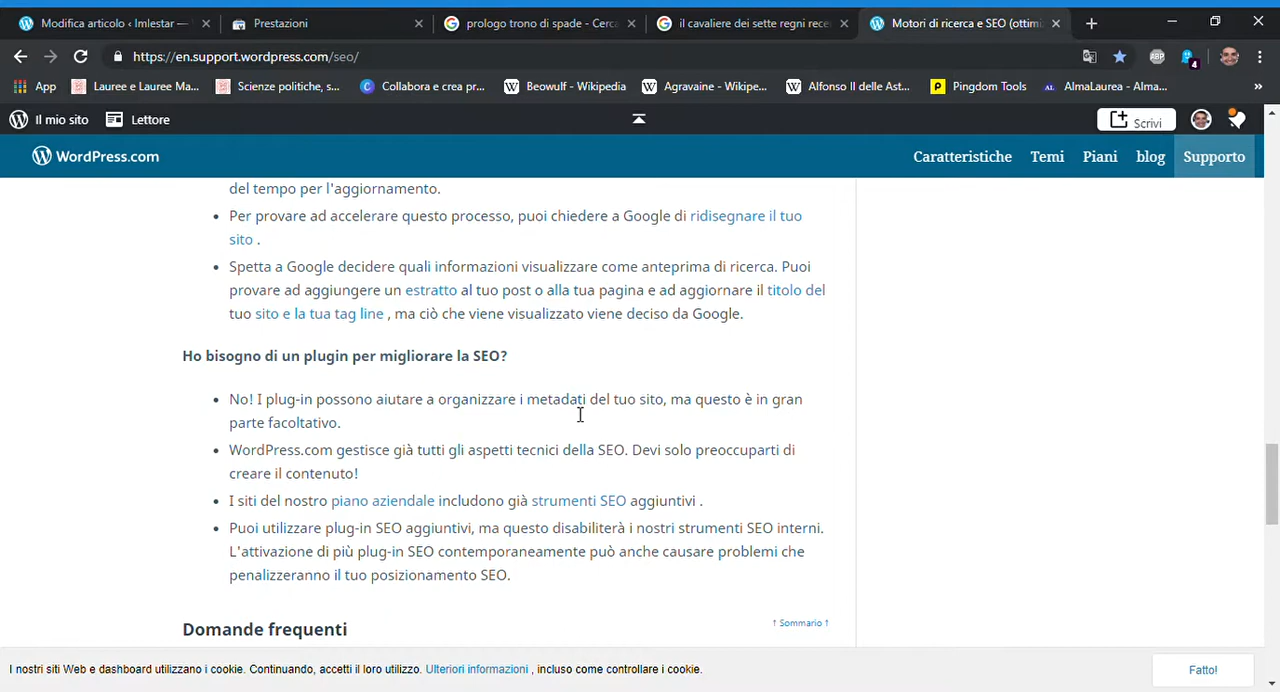 Modifica articolo ‹ Imlestar —
Prestazioni
prologo trono di spade - Cerca
il cavaliere dei sette regni rece
Motori di ricerca e SEO (ottimi
https://en.support.wordpress.com/seo/
ABP
4
App
Lauree e Lauree Ma...
Scienze politiche, s...
C
Collabora e crea pr...
W
Beowulf - Wikipedia
W
Agravaine - Wikipe...
W
Alfonso II delle Ast...
P
Pingdom Tools
AL
AlmaLaurea - Alma...
»
Il mio sito
Lettore
Scrivi
WordPress.com
Caratteristiche
Temi
Piani
blog
Supporto
del tempo per l'aggiornamento.
• Per provare ad accelerare questo processo, puoi chiedere a Google di ridisegnare il tuo
sito .
• Spetta a Google decidere quali informazioni visualizzare come anteprima di ricerca. Puoi
provare ad aggiungere un estratto al tuo post o alla tua pagina e ad aggiornare il titolo del
tuo sito e la tua tag line , ma ciò che viene visualizzato viene deciso da Google.
Ho bisogno di un plugin per migliorare la SEO?
• No! I plug-in possono aiutare a organizzare i metadati del tuo sito, ma questo è in gran
parte facoltativo.
• WordPress.com gestisce già tutti gli aspetti tecnici della SEO. Devi solo preoccuparti di
creare il contenuto!
• I siti del nostro piano aziendale includono già strumenti SEO aggiuntivi .
• Puoi utilizzare plug-in SEO aggiuntivi, ma questo disabiliterà i nostri strumenti SEO interni.
L'attivazione di più plug-in SEO contemporaneamente può anche causare problemi che
penalizzeranno il tuo posizionamento SEO.
Domande frequenti
↑ Sommario ↑
I nostri siti Web e dashboard utilizzano i cookie. Continuando, accetti il loro utilizzo. Ulteriori informazioni , incluso come controllare i cookie.
Fatto!